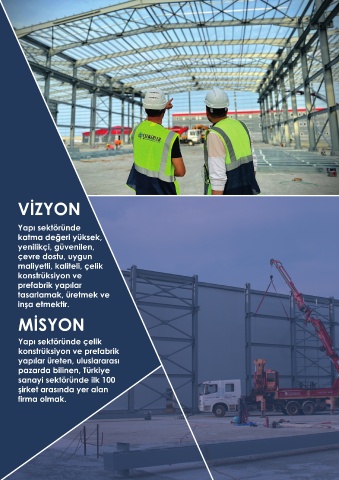 VİZYON
Yapı sektöründe
katma değeri yüksek,
yenilikçi, güvenilen,
çevre dostu, uygun
maliyetli, kaliteli, çelik
konstrüksiyon ve
prefabrik yapılar
tasarlamak, üretmek ve
inşa etmektir.
MİSYON
Yapı sektöründe çelik
konstrüksiyon ve prefabrik
yapılar üreten, uluslararası
pazarda bilinen, Türkiye
sanayi sektöründe ilk 100
şirket arasında yer alan
firma olmak.